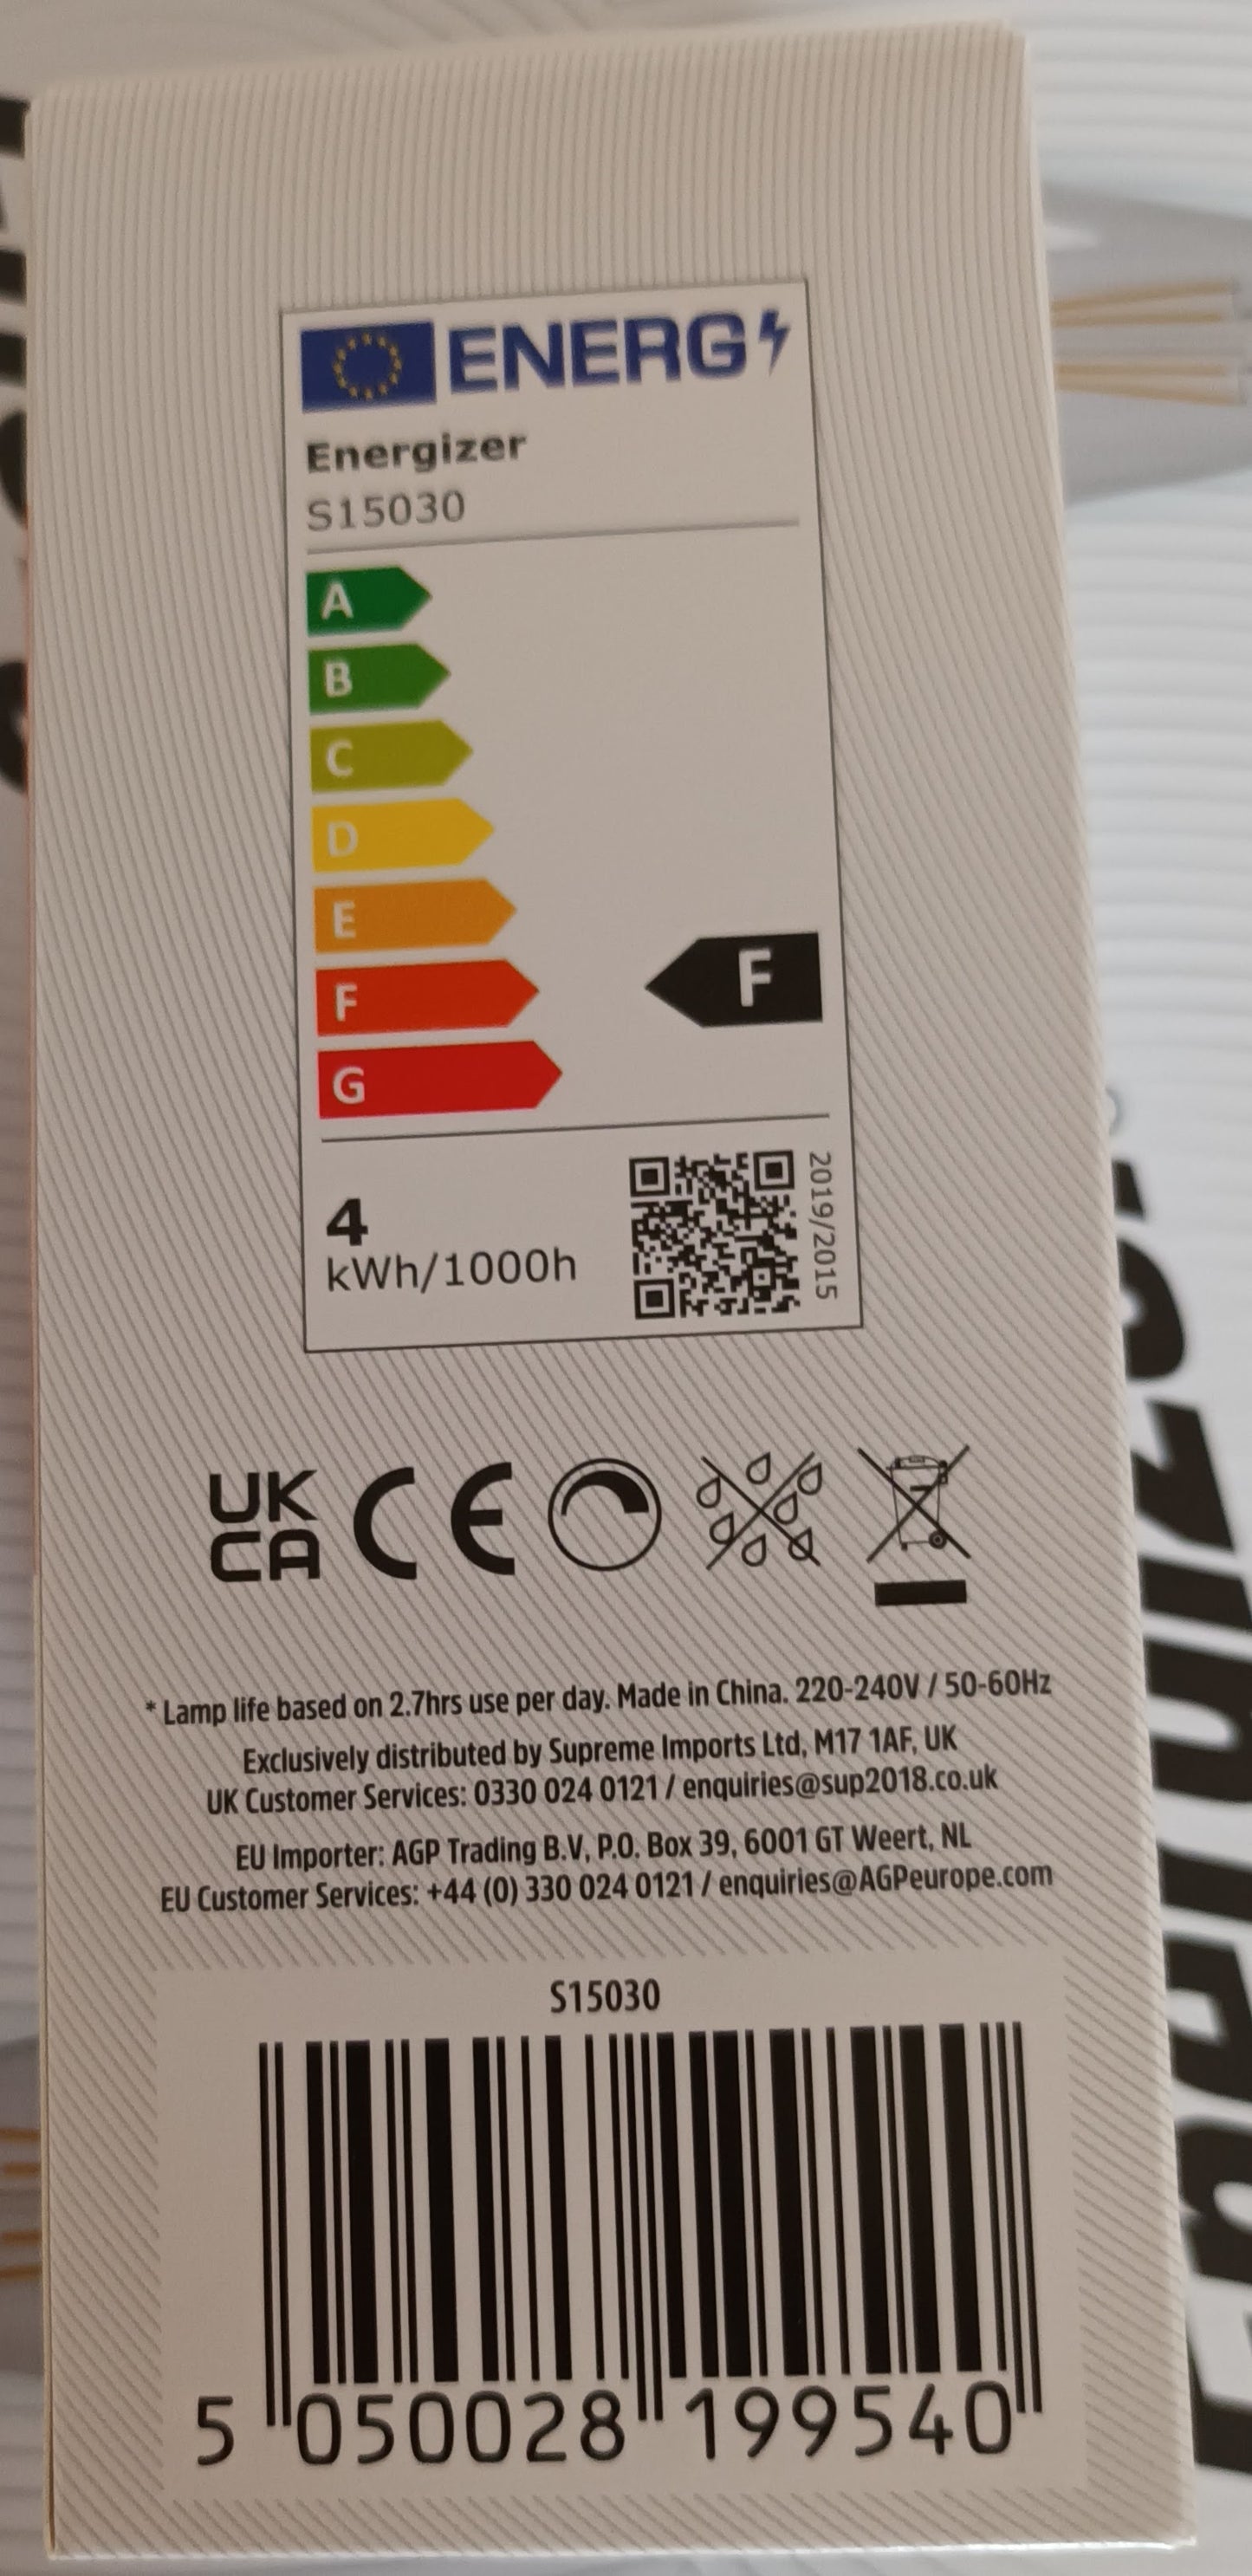 ENERG
Energizer
S15030
A
B
C
D
E
F
F
G
4
kWh/1000h
2019/2015
UK
CA
CE
* Lamp life based on 2.7hrs use per day. Made in China. 220-240V / 50-60Hz
Exclusively distributed by Supreme Imports Ltd, M17 1AF, UK
UK Customer Services: 0330 024 0121 / enquiries@sup2018.co.uk
EU Importer: AGP Trading B.V, P.O. Box 39, 6001 GT Weert, NL
EU Customer Services: +44 (0) 330 024 0121 / enquiries@AGPeurope.com
S15030
5 050028 199540
Energizer